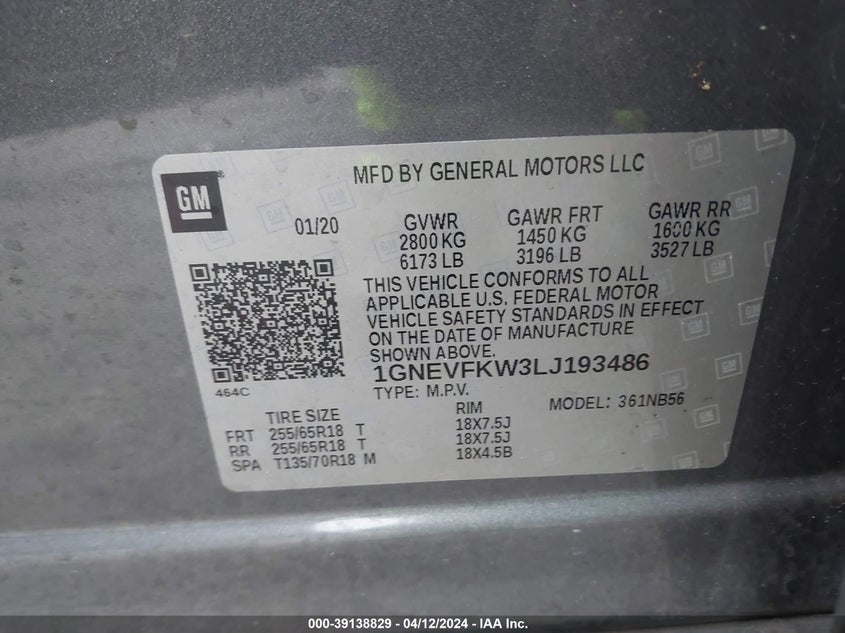 GM
MFD BY GENERAL MOTORS LLC
01/20
GVWR GAWR FRT GAWR RR
2800 KG 1450 KG 1600 KG
6173 LB 3196 LB 3527 LB
THIS VEHICLE CONFORMS TO ALL
APPLICABLE U.S. FEDERAL MOTOR
VEHICLE SAFETY STANDARDS IN EFFECT
ON THE DATE OF MANUFACTURE
SHOWN ABOVE.
1GNEVFKW3LJ193486
464C
TYPE: M.P.V.
MODEL: 361NB56
TIRE SIZE RIM
FRT 255/65R18 T 18X7.5J
RR 255/65R18 T 18X7.5J
SPA T135/70R18 M 18X4.5B
000-39138829 - 04/12/2024 - IAA Inc.